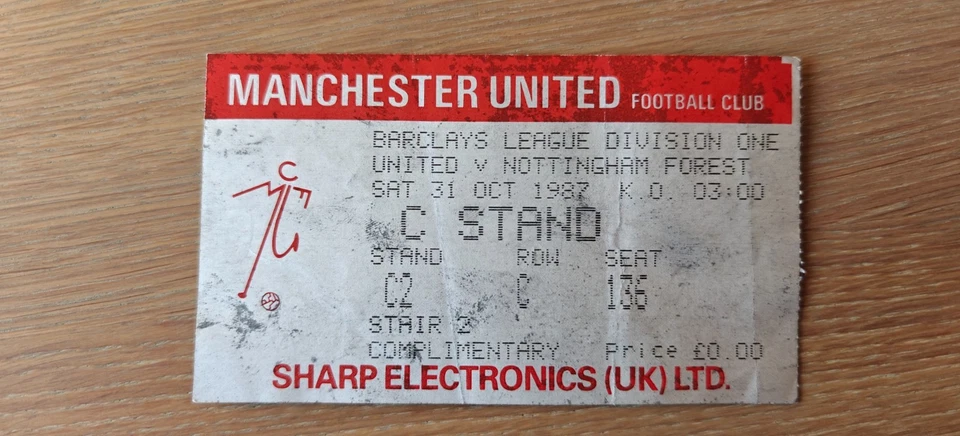 MANCHESTER UNITED FOOTBALL CLUB
BARCLAYS LEAGUE DIVISION ONE
UNITED v NOTTINGHAM FOREST
SAT 31 OCT 1987 K.O. 03:00
C STAND
STAND ROW SEAT
C2 C 136
STAIR 2
COMPLIMENTARY Price £0.00
SHARP ELECTRONICS (UK) LTD.